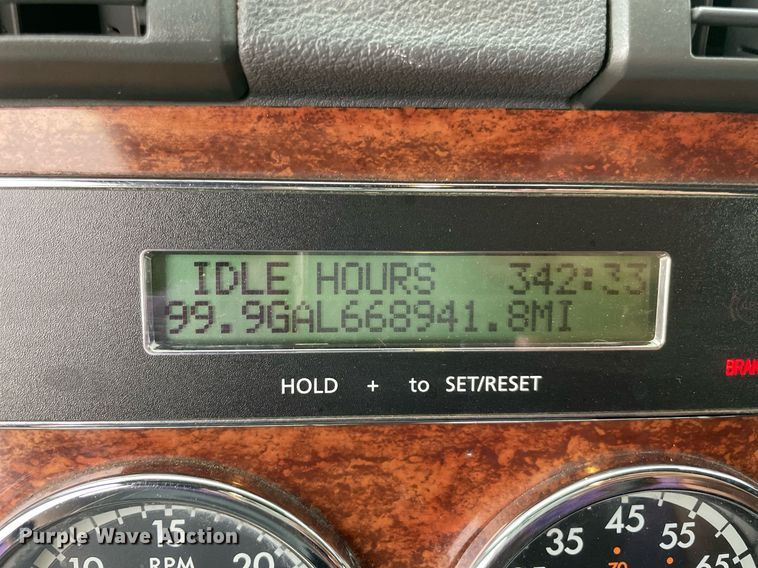 IDLE HOURS 342:33
99.9GAL668941.8MI
HOLD + to SET/RESET
10 15 20
RPM
35 45 55 65
70
Purple Wave Auction